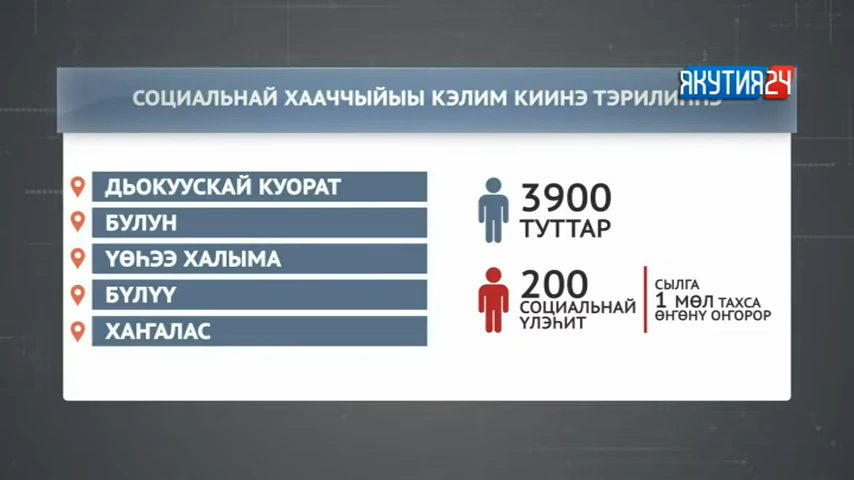 СОЦИАЛЬНАЙ ХААЧЧЫЙЫЫ КЭЛИМ КИИНЭ
ЯКУТИЯ24
ДЬОКУУСКАЙ КУОРАТ
БУЛУН
ҮӨҺЭЭ ХАЛЫМА
БҮЛҮҮ
ХАҤАЛАС
3900
ТУТТАР
200
СОЦИАЛЬНАЙ
ҮЛЭҺИТ
СЫЛГА
1 МӨЛ ТАХСА
ӨҤӨНҮ ОҤОРОР